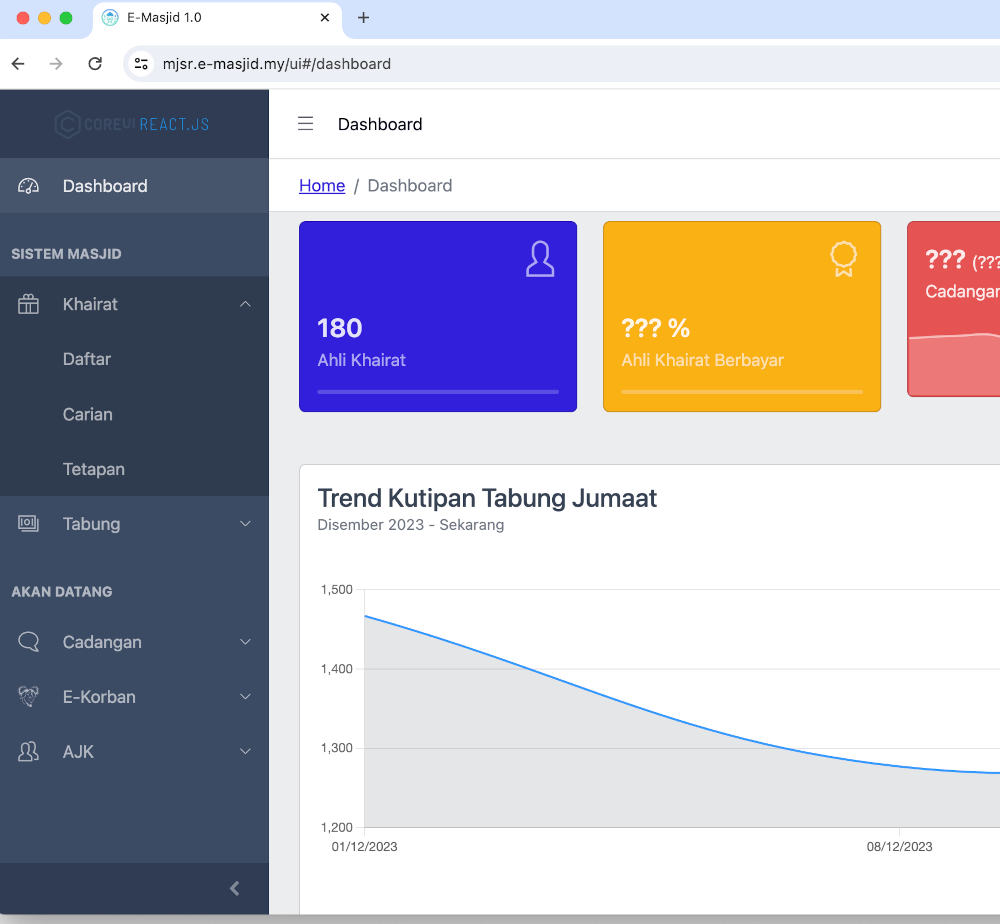 E-Masjid 1.0
mjsr.e-masjid.my/ui#/dashboard
COREUI REACT.JS
Dashboard
SISTEM MASJID
Khairat
Daftar
Carian
Tetapan
Tabung
AKAN DATANG
Cadangan
E-Korban
AJK
Dashboard
Home / Dashboard
180
Ahli Khairat
??? %
Ahli Khairat Berbayar
??? (???
Cadangan
Trend Kutipan Tabung Jumaat
Disember 2023 - Sekarang
1,500
1,400
1,300
1,200
01/12/2023
08/12/2023